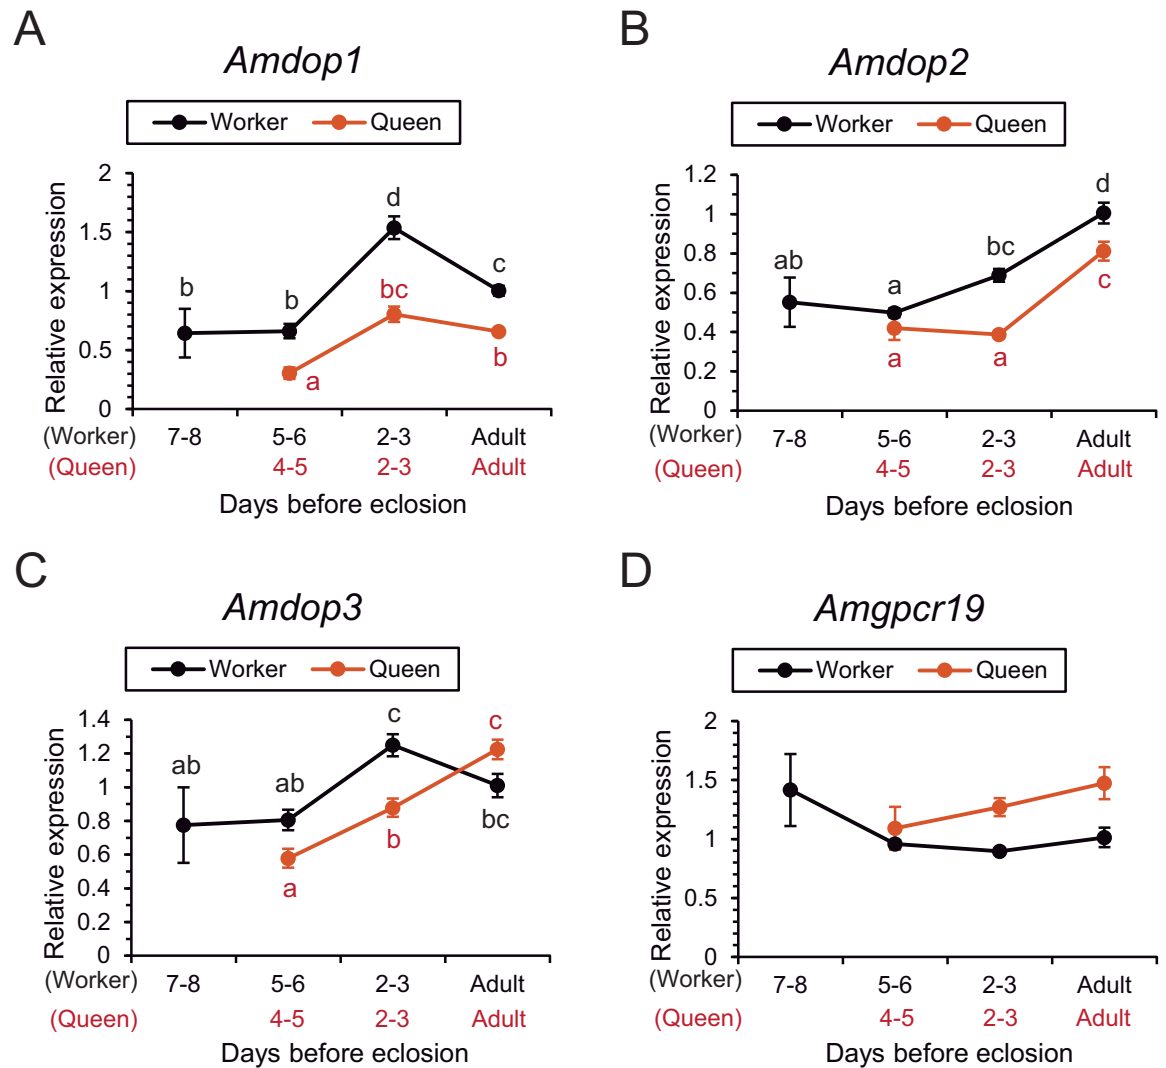 A
Amdop1
Worker Queen
Relative expression
2
1.5
1
0.5
0
b
b
d
c
a
bc
b
(Worker) 7-8 5-6 2-3 Adult
(Queen) 4-5 2-3 Adult
Days before eclosion
B
Amdop2
Worker Queen
Relative expression
1.2
1
0.8
0.6
0.4
0.2
0
ab
a
bc
d
a
a
c
(Worker) 7-8 5-6 2-3 Adult
(Queen) 4-5 2-3 Adult
Days before eclosion
C
Amdop3
Worker Queen
Relative expression
1.4
1.2
1
0.8
0.6
0.4
0.2
0
ab
ab
c
bc
a
b
c
(Worker) 7-8 5-6 2-3 Adult
(Queen) 4-5 2-3 Adult
Days before eclosion
D
Amgpcr19
Worker Queen
Relative expression
2
1.5
1
0.5
0
(Worker) 7-8 5-6 2-3 Adult
(Queen) 4-5 2-3 Adult
Days before eclosion